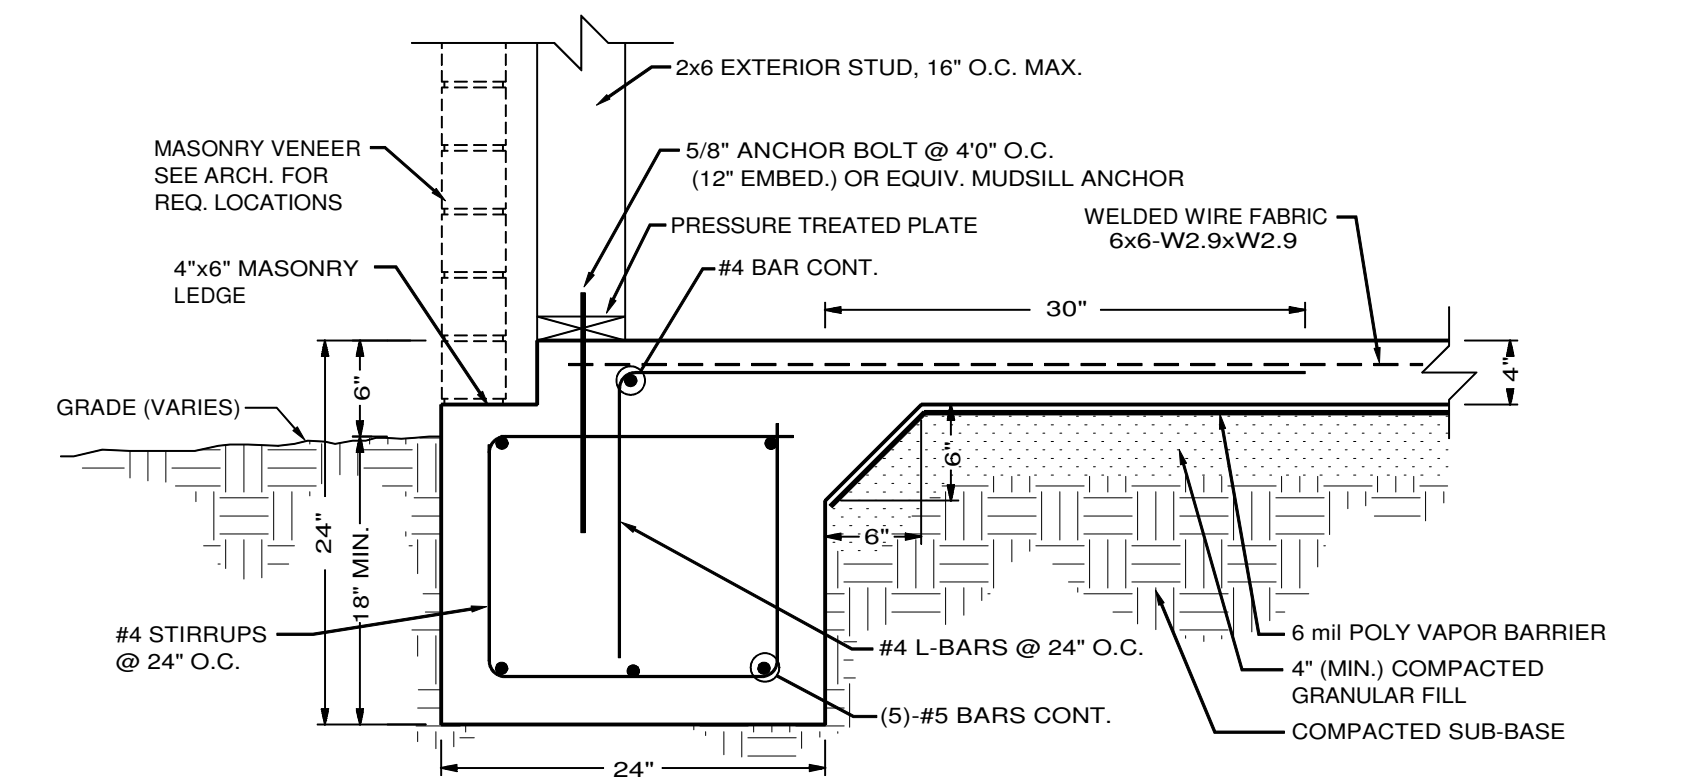 2x6 EXTERIOR STUD, 16" O.C. MAX.
MASONRY VENEER
SEE ARCH. FOR
REQ. LOCATIONS
5/8" ANCHOR BOLT @ 4'0" O.C.
(12" EMBED.) OR EQUIV. MUDSILL ANCHOR
PRESSURE TREATED PLATE
WELDED WIRE FABRIC
6x6-W2.9xW2.9
4"x6" MASONRY
LEDGE
#4 BAR CONT.
30"
6"
4"
GRADE (VARIES)
6"
6"
24"
18" MIN.
#4 STIRRUPS
@ 24" O.C.
#4 L-BARS @ 24" O.C.
6 mil POLY VAPOR BARRIER
4" (MIN.) COMPACTED
GRANULAR FILL
(5)-#5 BARS CONT.
COMPACTED SUB-BASE
24"